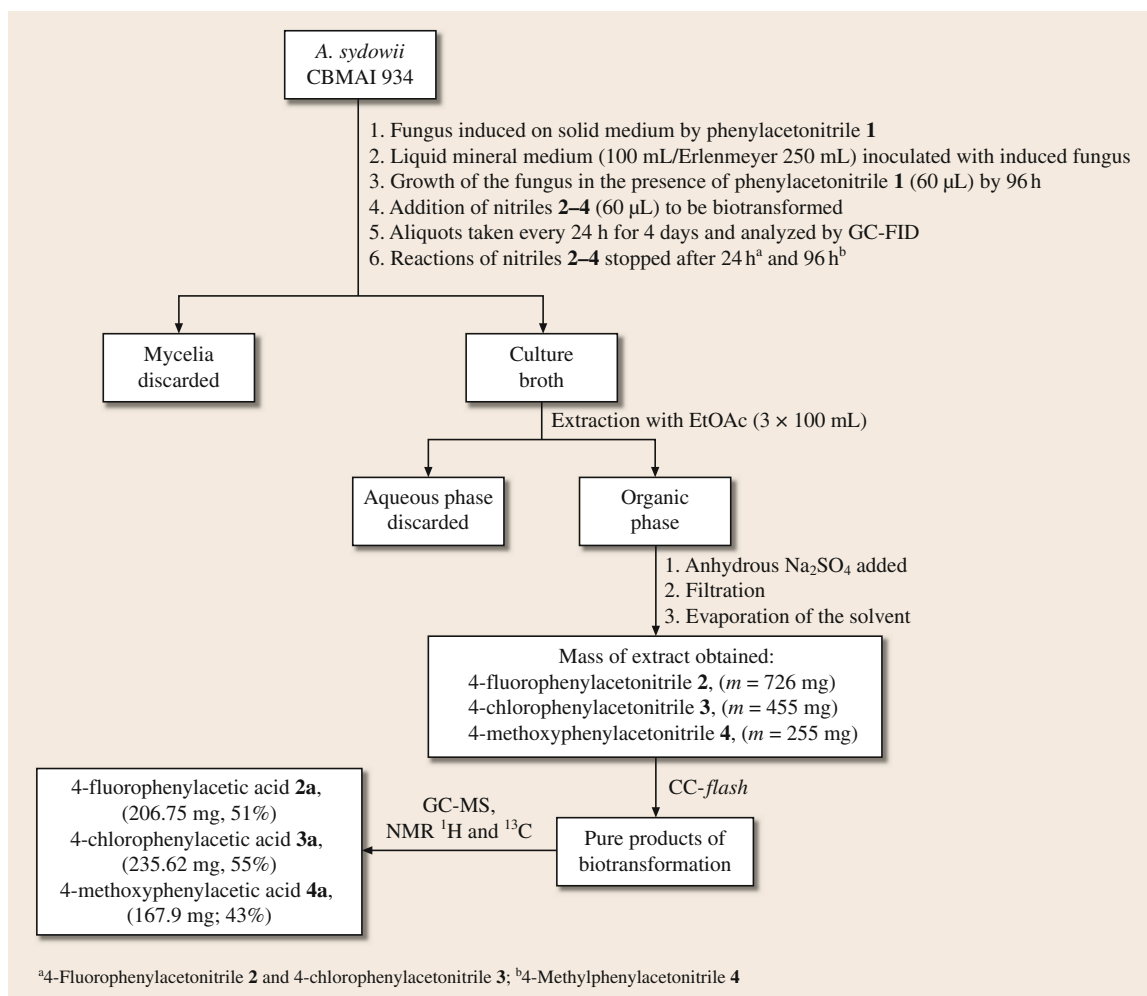 A. sydowii
CBMAI 934
1. Fungus induced on solid medium by phenylacetonitrile 1
2. Liquid mineral medium (100 mL/Erlenmeyer 250 mL) inoculated with induced fungus
3. Growth of the fungus in the presence of phenylacetonitrile 1 (60 µL) by 96 h
4. Addition of nitriles 2–4 (60 µL) to be biotransformed
5. Aliquots taken every 24 h for 4 days and analyzed by GC-FID
6. Reactions of nitriles 2–4 stopped after 24 hᵃ and 96 hᵇ
Mycelia
discarded
Culture
broth
Extraction with EtOAc (3 × 100 mL)
Aqueous phase
discarded
Organic
phase
1. Anhydrous Na₂SO₄ added
2. Filtration
3. Evaporation of the solvent
Mass of extract obtained:
4-fluorophenylacetonitrile 2, (m = 726 mg)
4-chlorophenylacetonitrile 3, (m = 455 mg)
4-methoxyphenylacetonitrile 4, (m = 255 mg)
CC-flash
Pure products of
biotransformation
GC-MS,
NMR ¹H and ¹³C
4-fluorophenylacetic acid 2a,
(206.75 mg, 51%)
4-chlorophenylacetic acid 3a,
(235.62 mg, 55%)
4-methoxyphenylacetic acid 4a,
(167.9 mg; 43%)
ᵃ4-Fluorophenylacetonitrile 2 and 4-chlorophenylacetonitrile 3; ᵇ4-Methylphenylacetonitrile 4